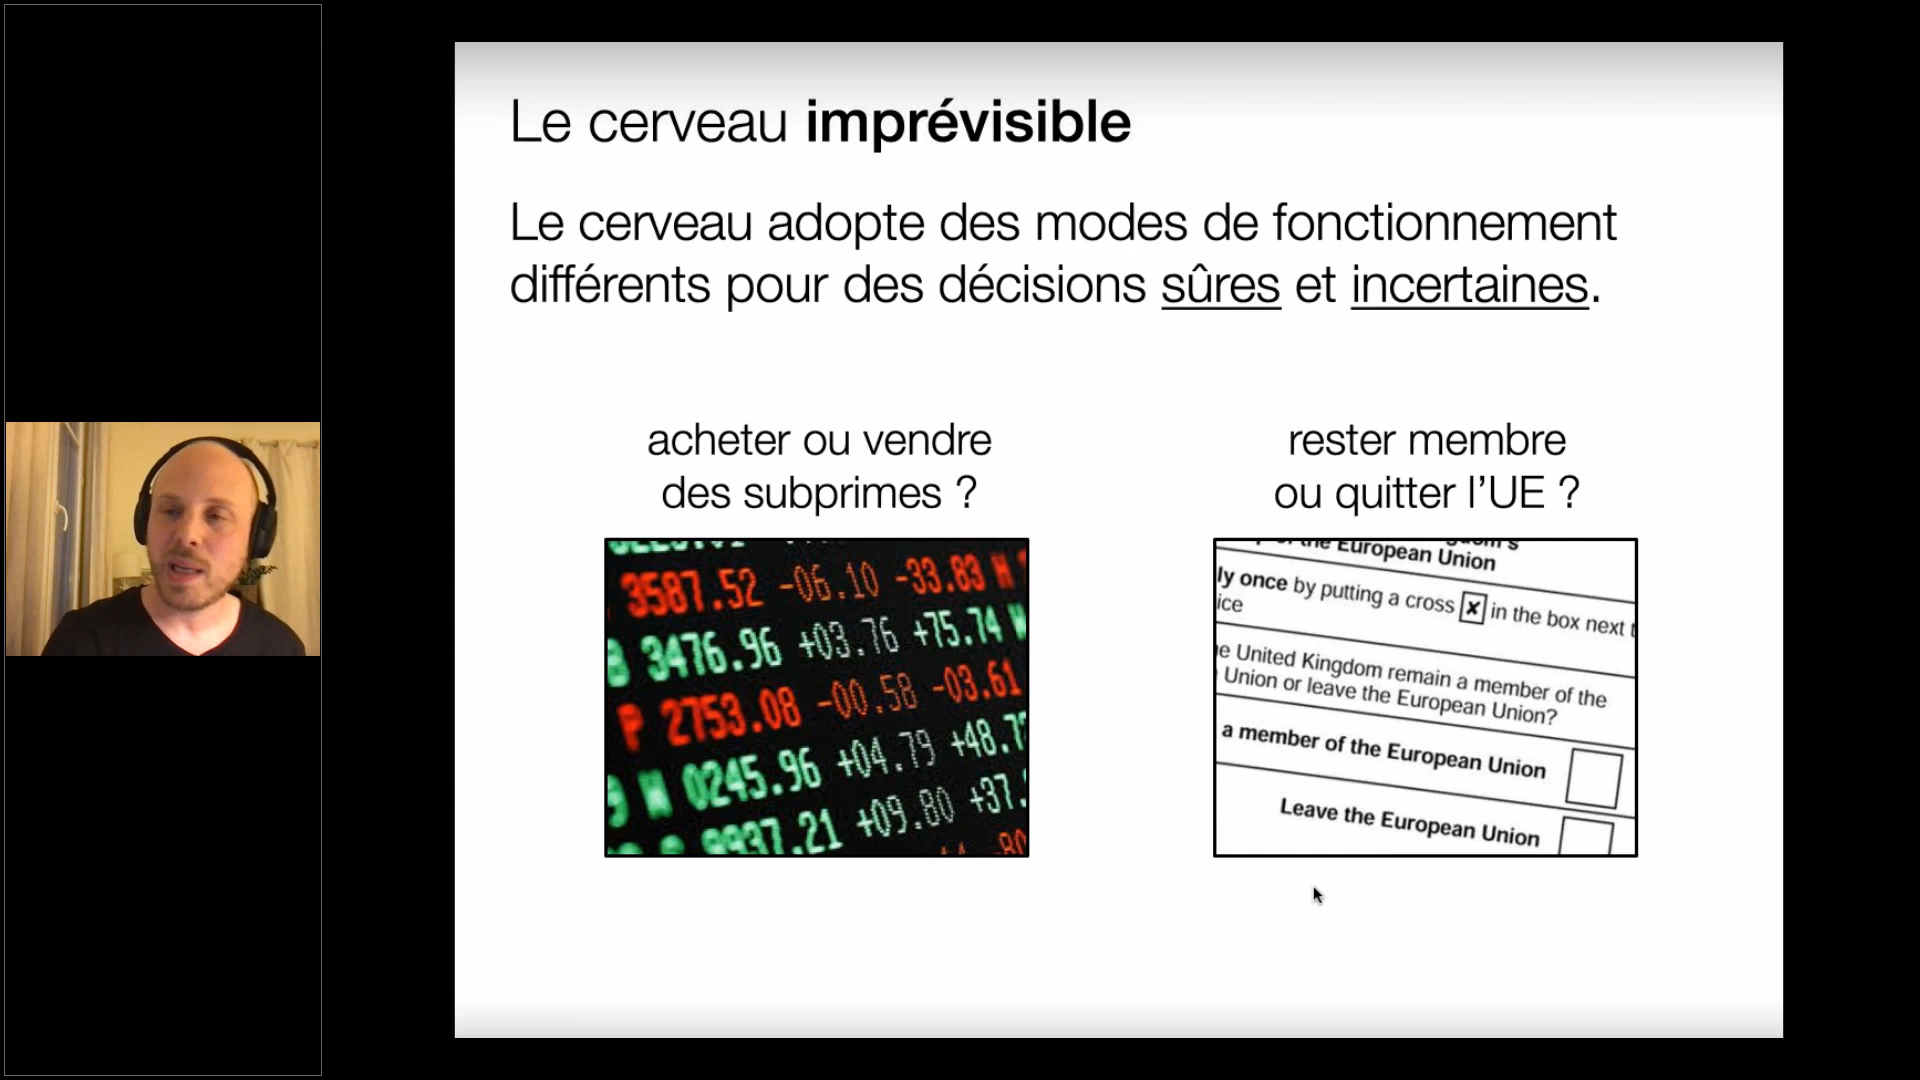 Le cerveau imprévisible
Le cerveau adopte des modes de fonctionnement
différents pour des décisions sûres et incertaines.
acheter ou vendre
des subprimes ?
rester membre
ou quitter l’UE ?
3587.52 -06.10 -33.83
3476.96 +03.76 +75.74
P 2753.08 -00.58 -03.61
0245.96 +04.79 +48.7
9937.21 +09.80 +37.
the European Union
ly once by putting a cross x in the box next t
ice
e United Kingdom remain a member of the
Union or leave the European Union?
a member of the European Union
Leave the European Union